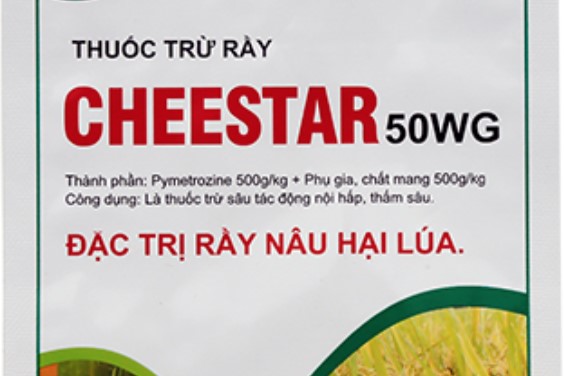 THUỐC TRỪ RẦY
CHEESTAR 50WG
Thành phần: Pymetrozine 500g/kg + Phụ gia, chất mang 500g/kg
Công dụng: Là thuốc trừ sâu tác động nội hấp, thấm sâu.
ĐẶC TRỊ RẦY NÂU HẠI LÚA.